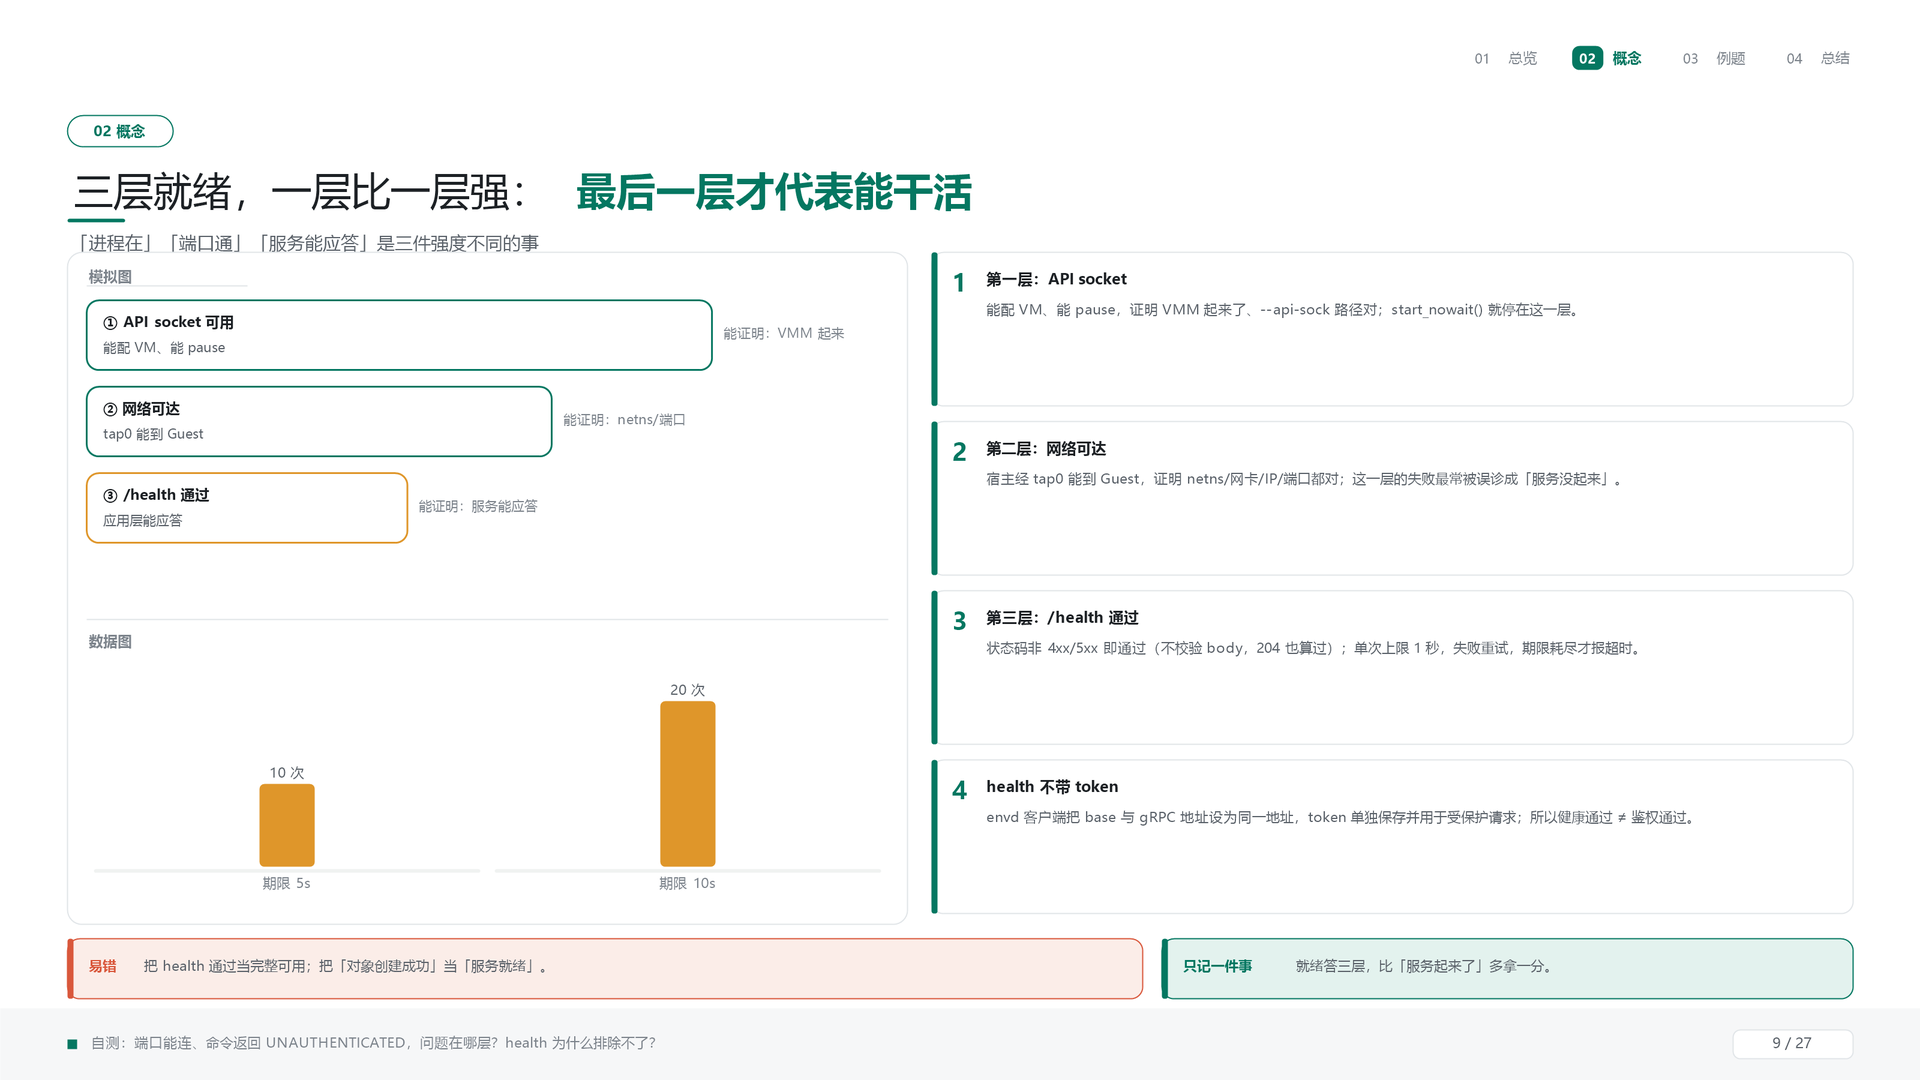 01 总览 02 概念 03 例题 04 总结
02 概念
三层就绪，一层比一层强： 最后一层才代表能干活
「进程在」「端口通」「服务能应答」是三件强度不同的事
模拟图
① API socket 可用
能配 VM、能 pause
能证明：VMM 起来
② 网络可达
tap0 能到 Guest
能证明：netns/端口
③ /health 通过
应用层能应答
能证明：服务能应答
数据图
10 次
20 次
期限 5s
期限 10s
1 第一层：API socket
能配 VM、能 pause，证明 VMM 起来了、--api-sock 路径对；start_nowait() 就停在这一层。
2 第二层：网络可达
宿主经 tap0 能到 Guest，证明 netns/网卡/IP/端口都对；这一层的失败最常被误诊成「服务没起来」。
3 第三层：/health 通过
状态码非 4xx/5xx 即通过（不校验 body，204 也算过）；单次上限 1 秒，失败重试，期限耗尽才报超时。
4 health 不带 token
envd 客户端把 base 与 gRPC 地址设为同一地址，token 单独保存并用于受保护请求；所以健康通过 ≠ 鉴权通过。
易错 把 health 通过当完整可用；把「对象创建成功」当「服务就绪」。
只记一件事 就绪答三层，比「服务起来了」多拿一分。
自测：端口能连、命令返回 UNAUTHENTICATED，问题在哪层？health 为什么排除不了？
9 / 27